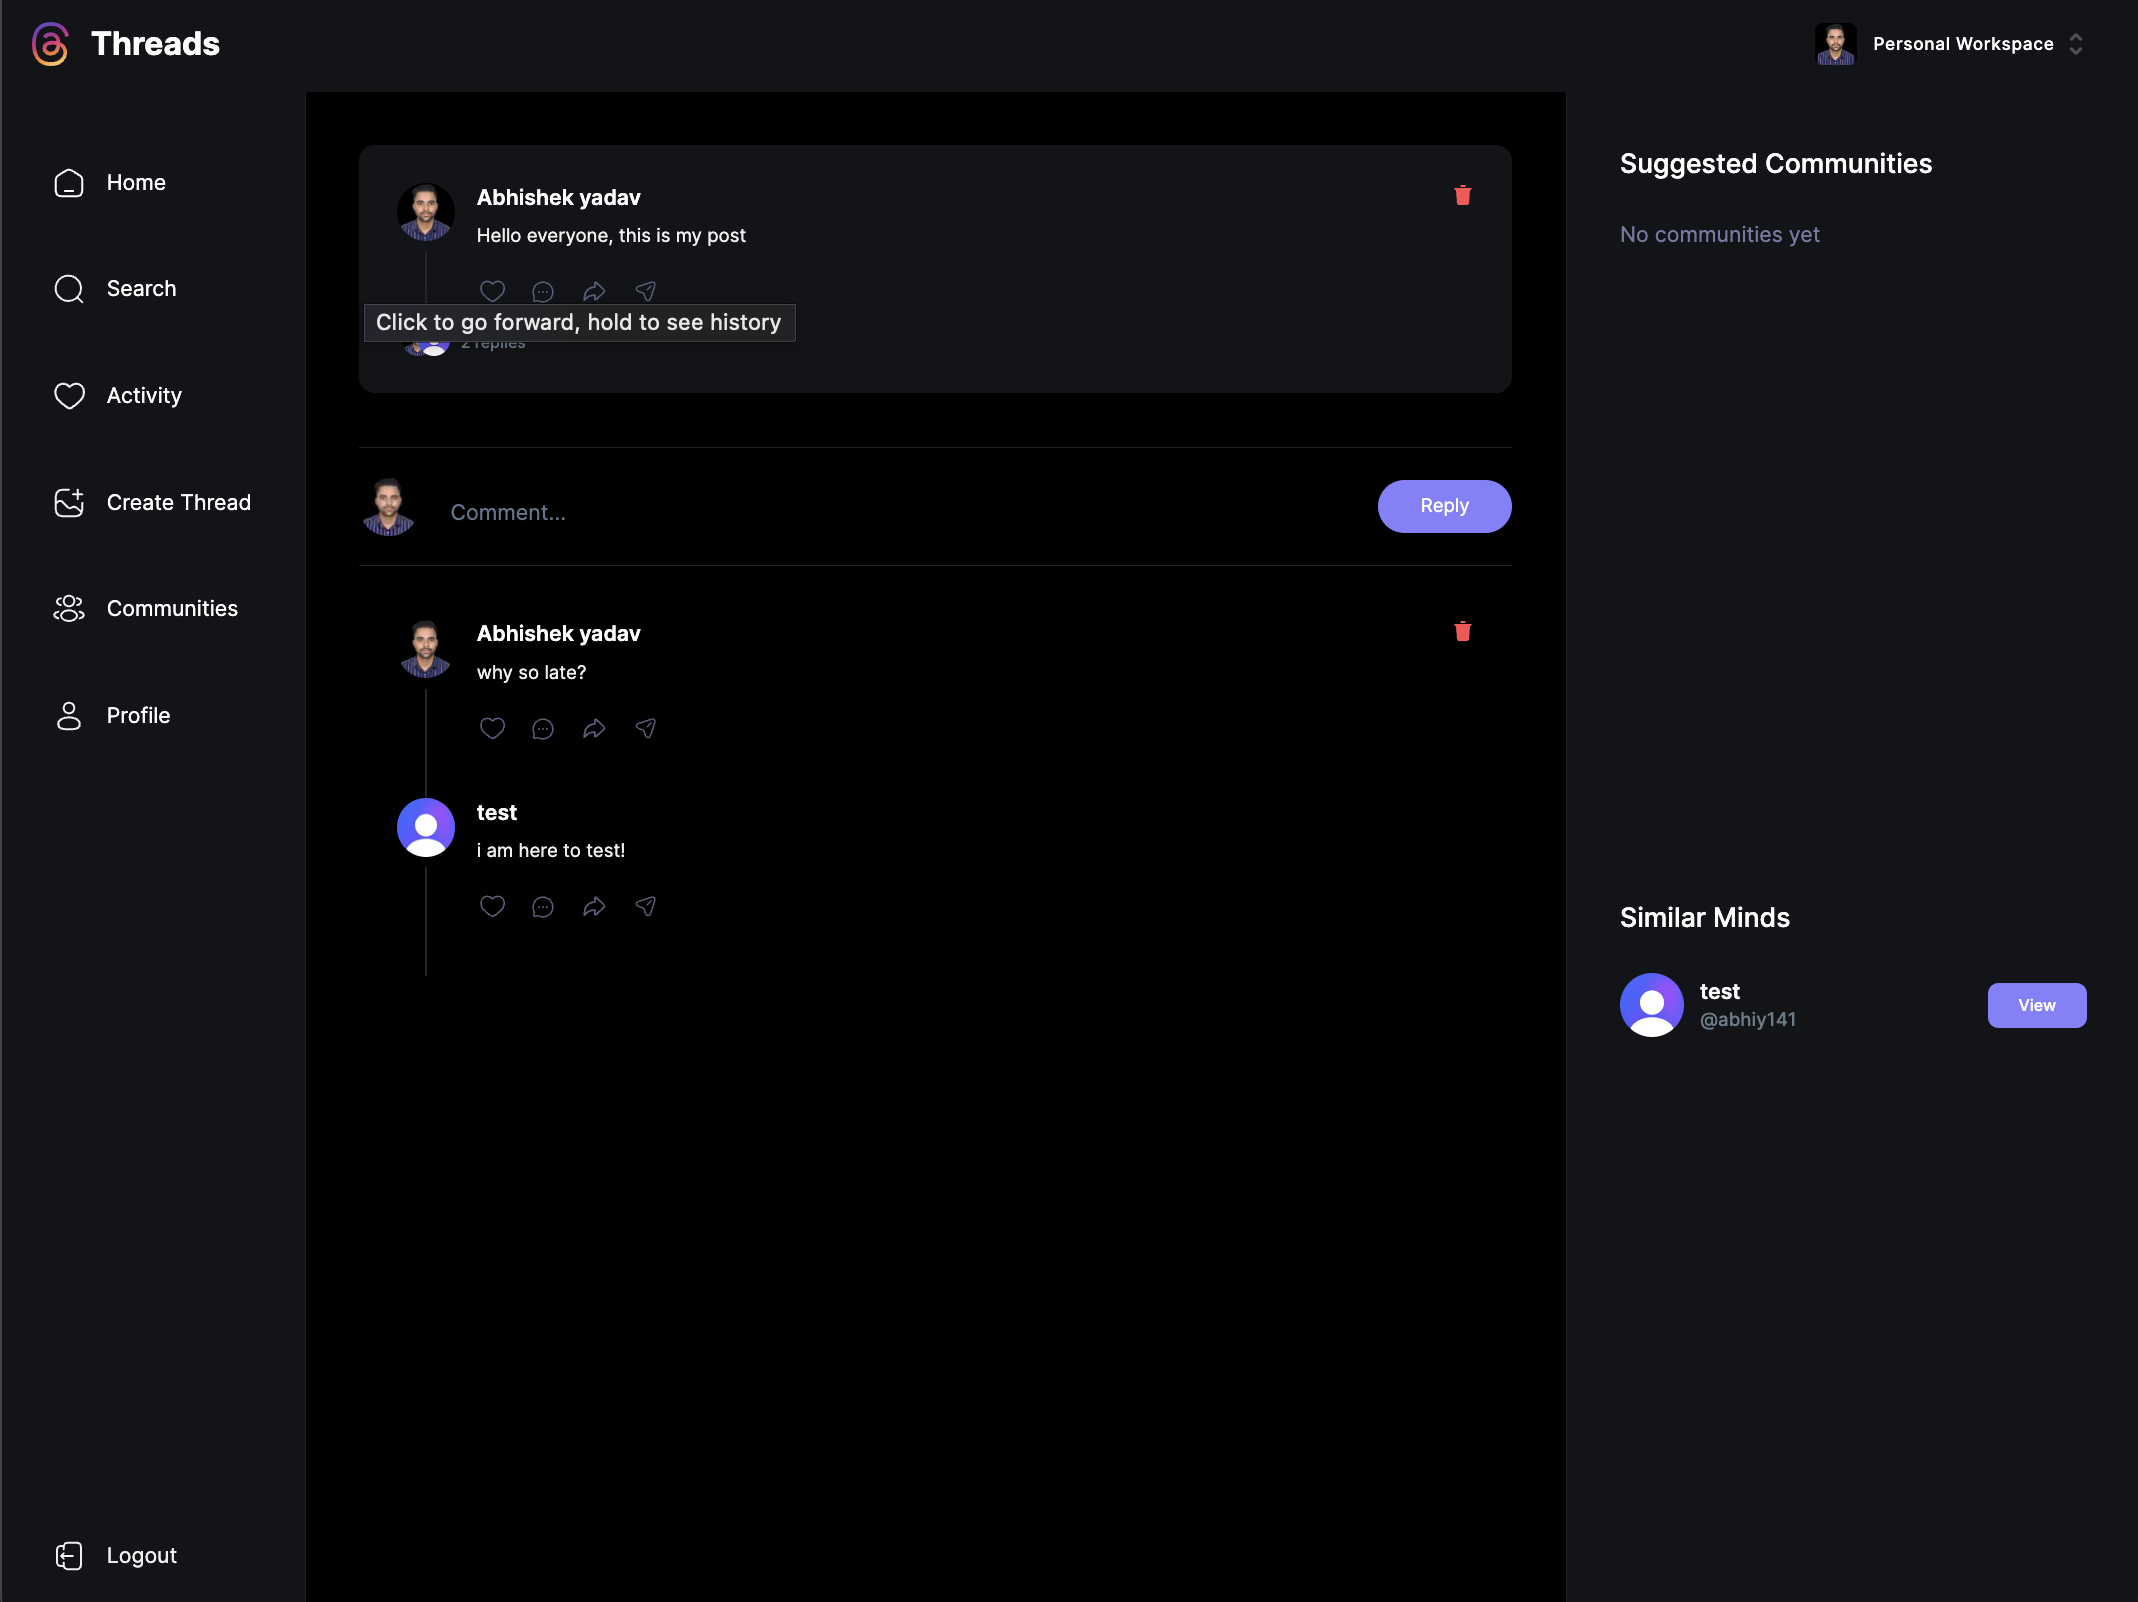 Threads
Personal Workspace
Home
Search
Activity
Create Thread
Communities
Profile
Logout
Abhishek yadav
Hello everyone, this is my post
Click to go forward, hold to see history
2 replies
Comment...
Reply
Abhishek yadav
why so late?
test
i am here to test!
Suggested Communities
No communities yet
Similar Minds
test
@abhiy141
View